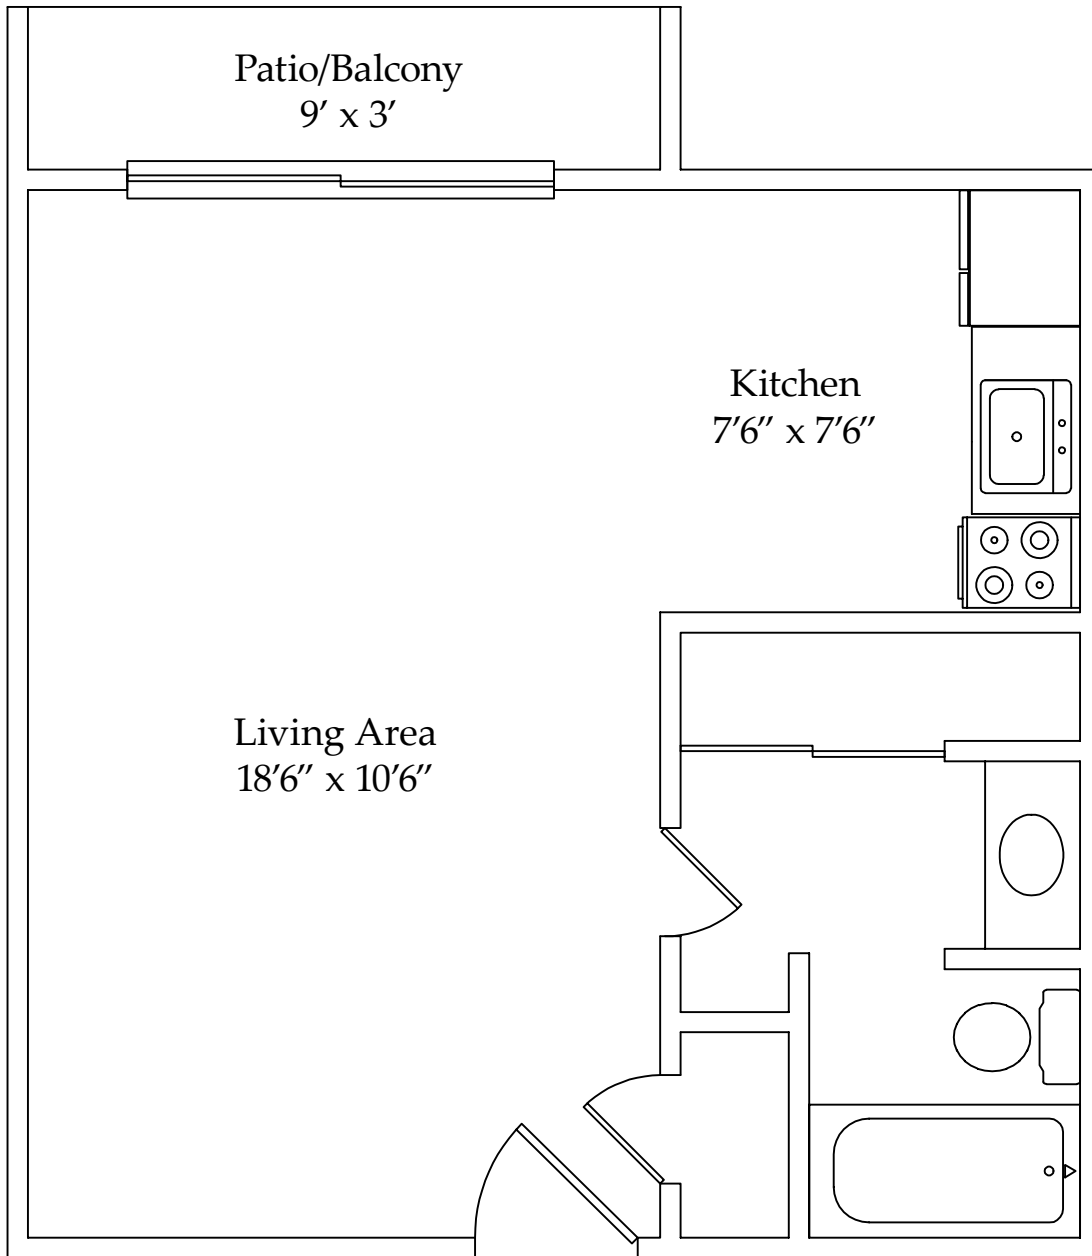 Patio/Balcony
9’ x 3’
Kitchen
7’6” x 7’6”
Living Area
18’6” x 10’6”